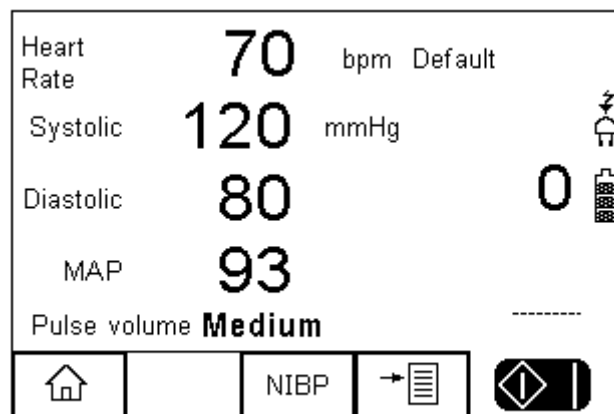 Heart Rate 70 bpm Default
Systolic 120 mmHg
Diastolic 80 0
MAP 93
Pulse volume Medium ---------
NIBP